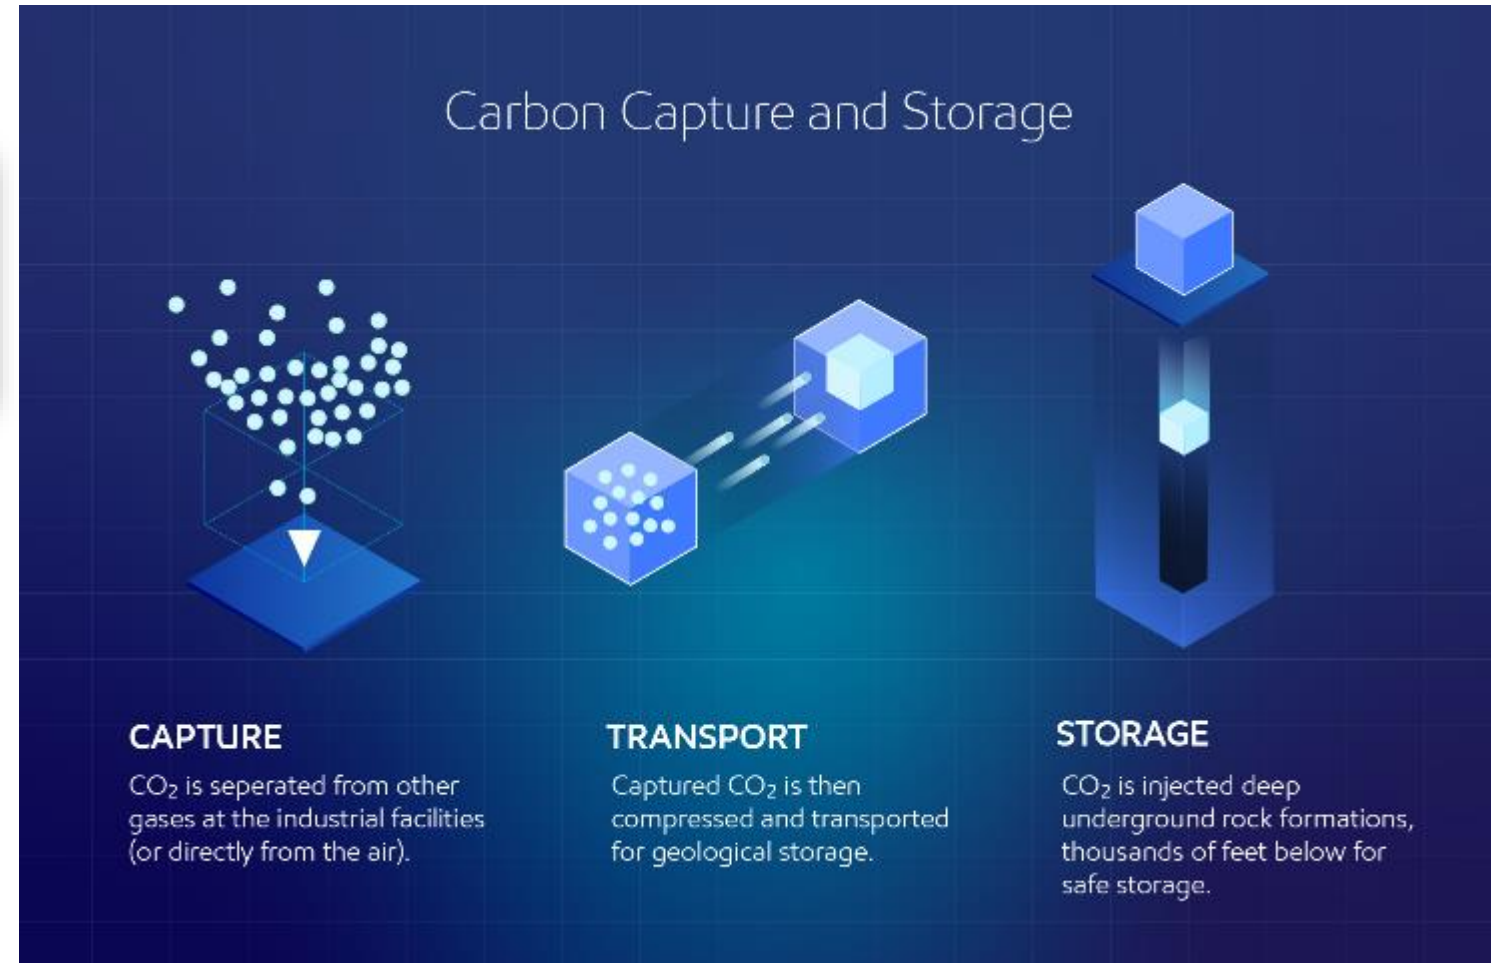 Carbon Capture and Storage
CAPTURE
CO₂ is seperated from other
gases at the industrial facilities
(or directly from the air).
TRANSPORT
Captured CO₂ is then
compressed and transported
for geological storage.
STORAGE
CO₂ is injected deep
underground rock formations,
thousands of feet below for
safe storage.